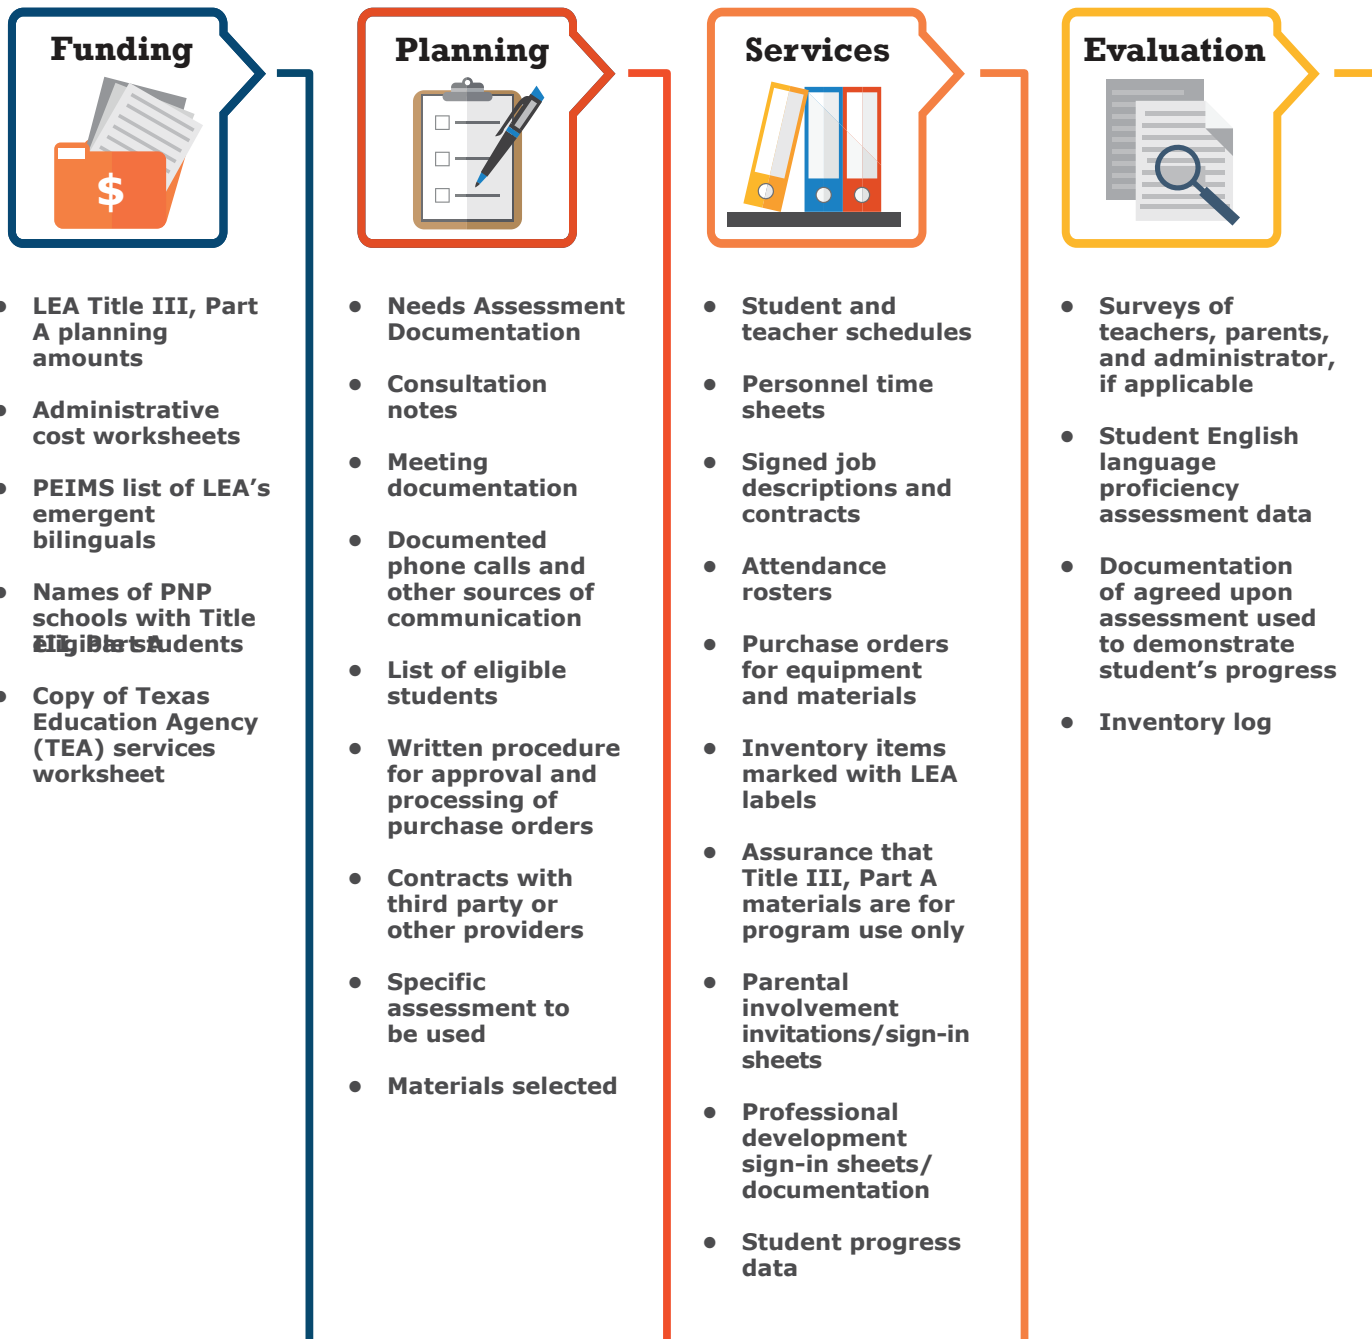 Funding
LEA Title III, Part
A planning
amounts
Administrative
cost worksheets
PEIMS list of LEA’s
emergent
bilinguals
Names of PNP
schools with Title
III, Part A
eligible students
Copy of Texas
Education Agency
(TEA) services
worksheet
$
Planning
Needs Assessment
Documentation
Consultation
notes
Meeting
documentation
Documented
phone calls and
other sources of
communication
List of eligible
students
Written procedure
for approval and
processing of
purchase orders
Contracts with
third party or
other providers
Specific
assessment to
be used
Materials selected
Services
Student and
teacher schedules
Personnel time
sheets
Signed job
descriptions and
contracts
Attendance
rosters
Purchase orders
for equipment
and materials
Inventory items
marked with LEA
labels
Assurance that
Title III, Part A
materials are for
program use only
Parental
involvement
invitations/sign-in
sheets
Professional
development
sign-in sheets/
documentation
Student progress
data
Evaluation
Surveys of
teachers, parents,
and administrator,
if applicable
Student English
language
proficiency
assessment data
Documentation
of agreed upon
assessment used
to demonstrate
student’s progress
Inventory log